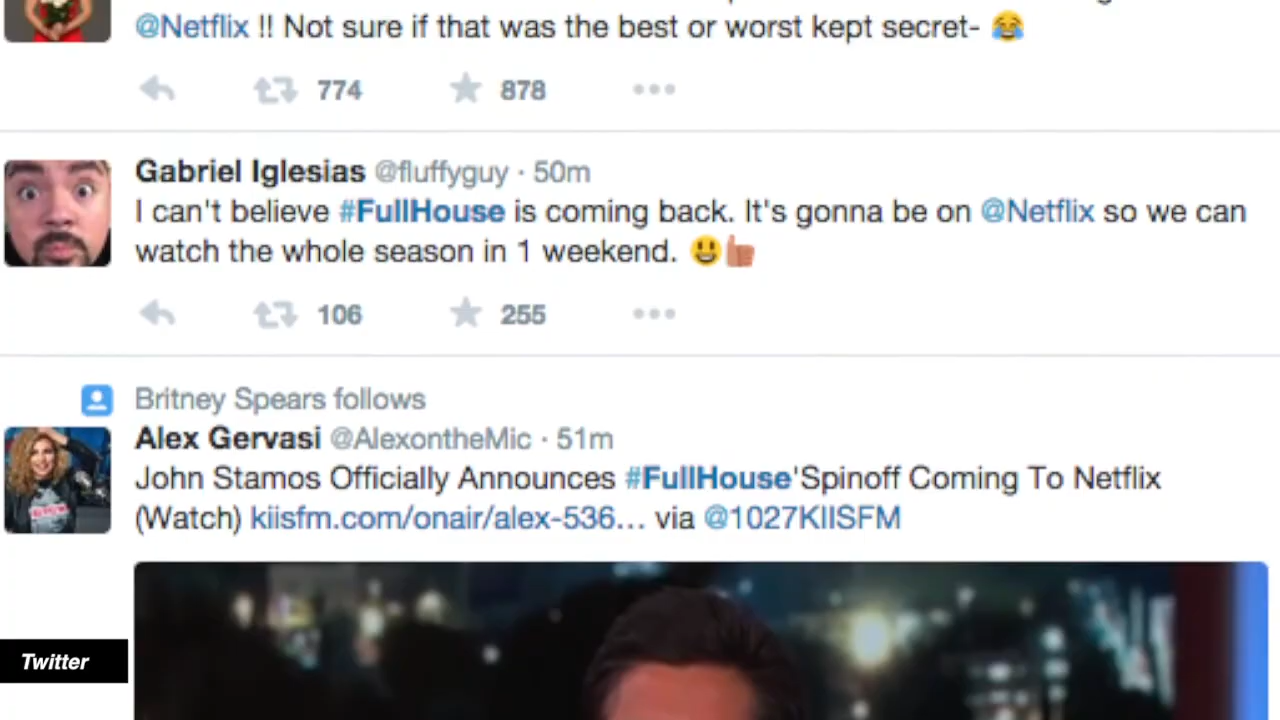 @Netflix !! Not sure if that was the best or worst kept secret- 😂
774 878
Gabriel Iglesias @fluffyguy · 50m
I can't believe #FullHouse is coming back. It's gonna be on @Netflix so we can
watch the whole season in 1 weekend. 😃👍
106 255
Britney Spears follows
Alex Gervasi @AlexontheMic · 51m
John Stamos Officially Announces #FullHouse'Spinoff Coming To Netflix
(Watch) kiisfm.com/onair/alex-536… via @1027KIISFM
Twitter